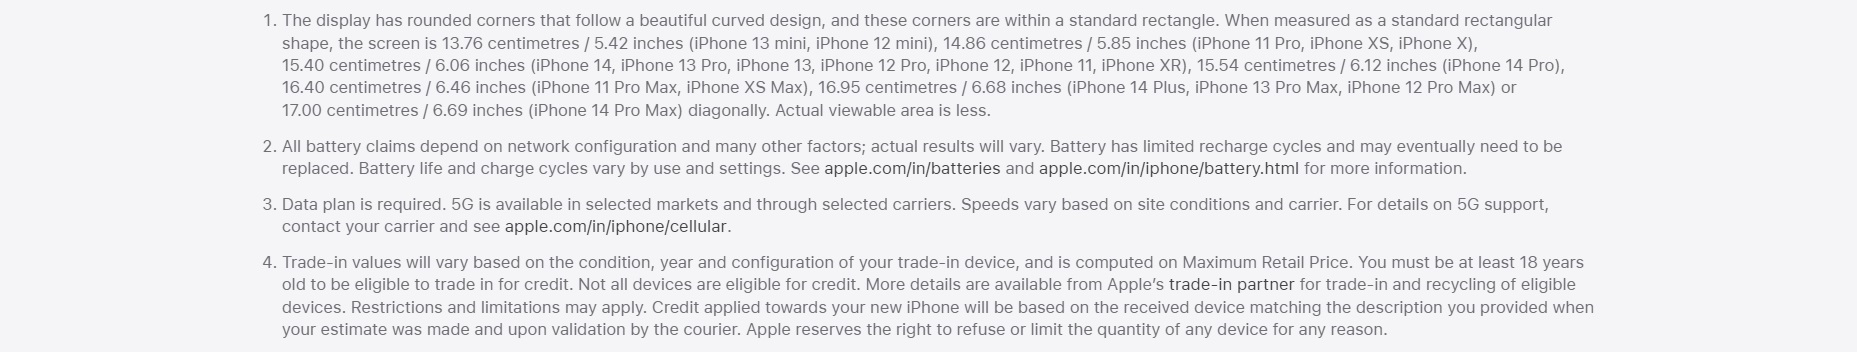 1. The display has rounded corners that follow a beautiful curved design, and these corners are within a standard rectangle. When measured as a standard rectangular
shape, the screen is 13.76 centimetres / 5.42 inches (iPhone 13 mini, iPhone 12 mini), 14.86 centimetres / 5.85 inches (iPhone 11 Pro, iPhone XS, iPhone X),
15.40 centimetres / 6.06 inches (iPhone 14, iPhone 13 Pro, iPhone 13, iPhone 12 Pro, iPhone 12, iPhone 11, iPhone XR), 15.54 centimetres / 6.12 inches (iPhone 14 Pro),
16.40 centimetres / 6.46 inches (iPhone 11 Pro Max, iPhone XS Max), 16.95 centimetres / 6.68 inches (iPhone 14 Plus, iPhone 13 Pro Max, iPhone 12 Pro Max) or
17.00 centimetres / 6.69 inches (iPhone 14 Pro Max) diagonally. Actual viewable area is less.
2. All battery claims depend on network configuration and many other factors; actual results will vary. Battery has limited recharge cycles and may eventually need to be
replaced. Battery life and charge cycles vary by use and settings. See apple.com/in/batteries and apple.com/in/iphone/battery.html for more information.
3. Data plan is required. 5G is available in selected markets and through selected carriers. Speeds vary based on site conditions and carrier. For details on 5G support,
contact your carrier and see apple.com/in/iphone/cellular.
4. Trade-in values will vary based on the condition, year and configuration of your trade-in device, and is computed on Maximum Retail Price. You must be at least 18 years
old to be eligible to trade in for credit. Not all devices are eligible for credit. More details are available from Apple’s trade-in partner for trade-in and recycling of eligible
devices. Restrictions and limitations may apply. Credit applied towards your new iPhone will be based on the received device matching the description you provided when
your estimate was made and upon validation by the courier. Apple reserves the right to refuse or limit the quantity of any device for any reason.